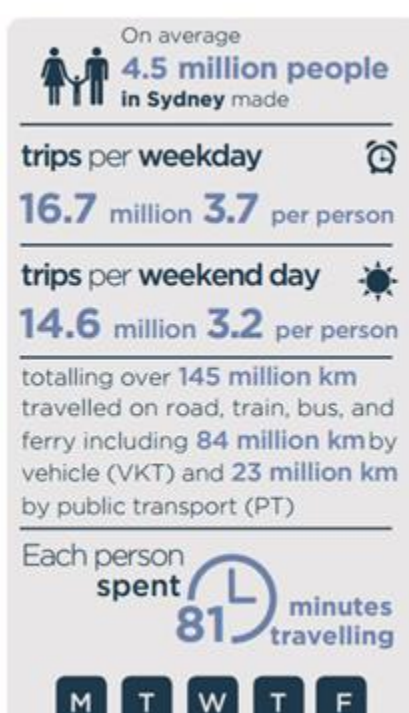 On average
4.5 million people
in Sydney made
trips per weekday
16.7 million 3.7 per person
trips per weekend day
14.6 million 3.2 per person
totalling over 145 million km
travelled on road, train, bus, and
ferry including 84 million km by
vehicle (VKT) and 23 million km
by public transport (PT)
Each person
spent
81 minutes
travelling
M T W T F